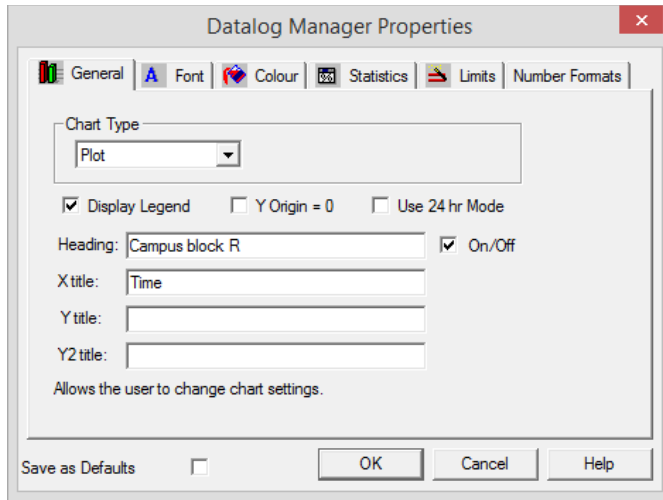 Datalog Manager Properties
General Font Colour Statistics Limits Number Formats
Chart Type
Plot
Display Legend Y Origin = 0 Use 24 hr Mode
Heading: Campus block R On/Off
X title: Time
Y title:
Y2 title:
Allows the user to change chart settings.
Save as Defaults OK Cancel Help